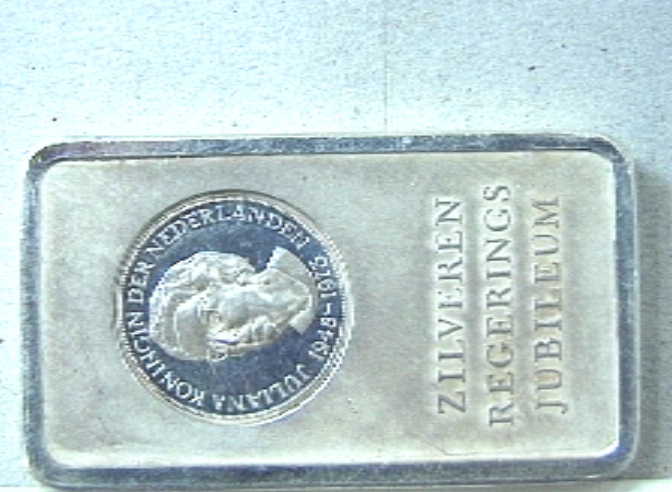 JULIANA KONINGIN DER NEDERLANDEN 1948-1973
ZILVEREN
REGERINGS
JUBILEUM